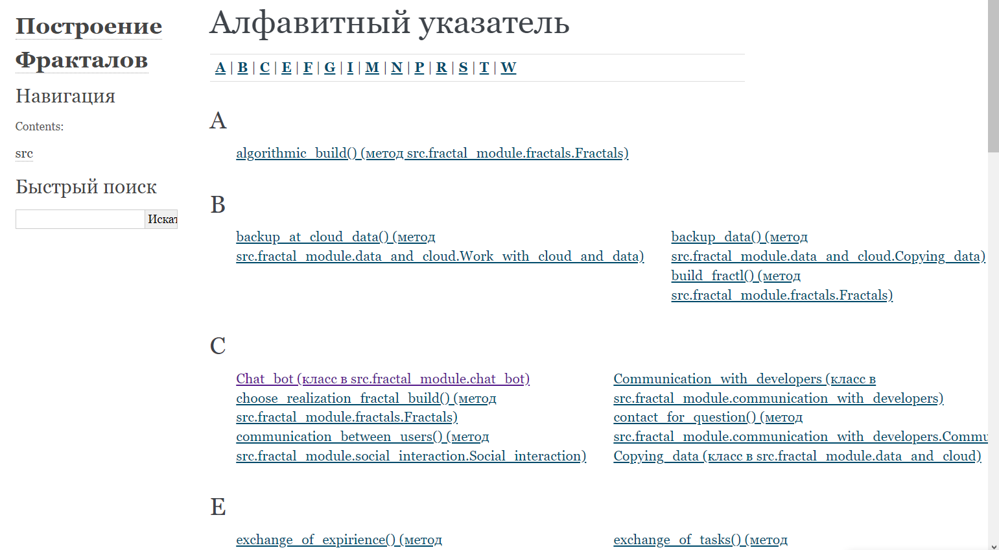 Построение
Фракталов
Навигация
Contents:
src
Быстрый поиск
Искат
Алфавитный указатель
A | B | C | E | F | G | I | M | N | P | R | S | T | W
A
algorithmic_build() (метод src.fractal_module.fractals.Fractals)
B
backup_at_cloud_data() (метод
src.fractal_module.data_and_cloud.Work_with_cloud_and_data)
backup_data() (метод
src.fractal_module.data_and_cloud.Copying_data)
build_fractl() (метод
src.fractal_module.fractals.Fractals)
C
Chat_bot (класс в src.fractal_module.chat_bot)
choose_realization_fractal_build() (метод
src.fractal_module.fractals.Fractals)
communication_between_users() (метод
src.fractal_module.social_interaction.Social_interaction)
Communication_with_developers (класс в
src.fractal_module.communication_with_developers)
contact_for_question() (метод
src.fractal_module.communication_with_developers.Commu
Copying_data (класс в src.fractal_module.data_and_cloud)
E
exchange_of_expirience() (метод
exchange_of_tasks() (метод